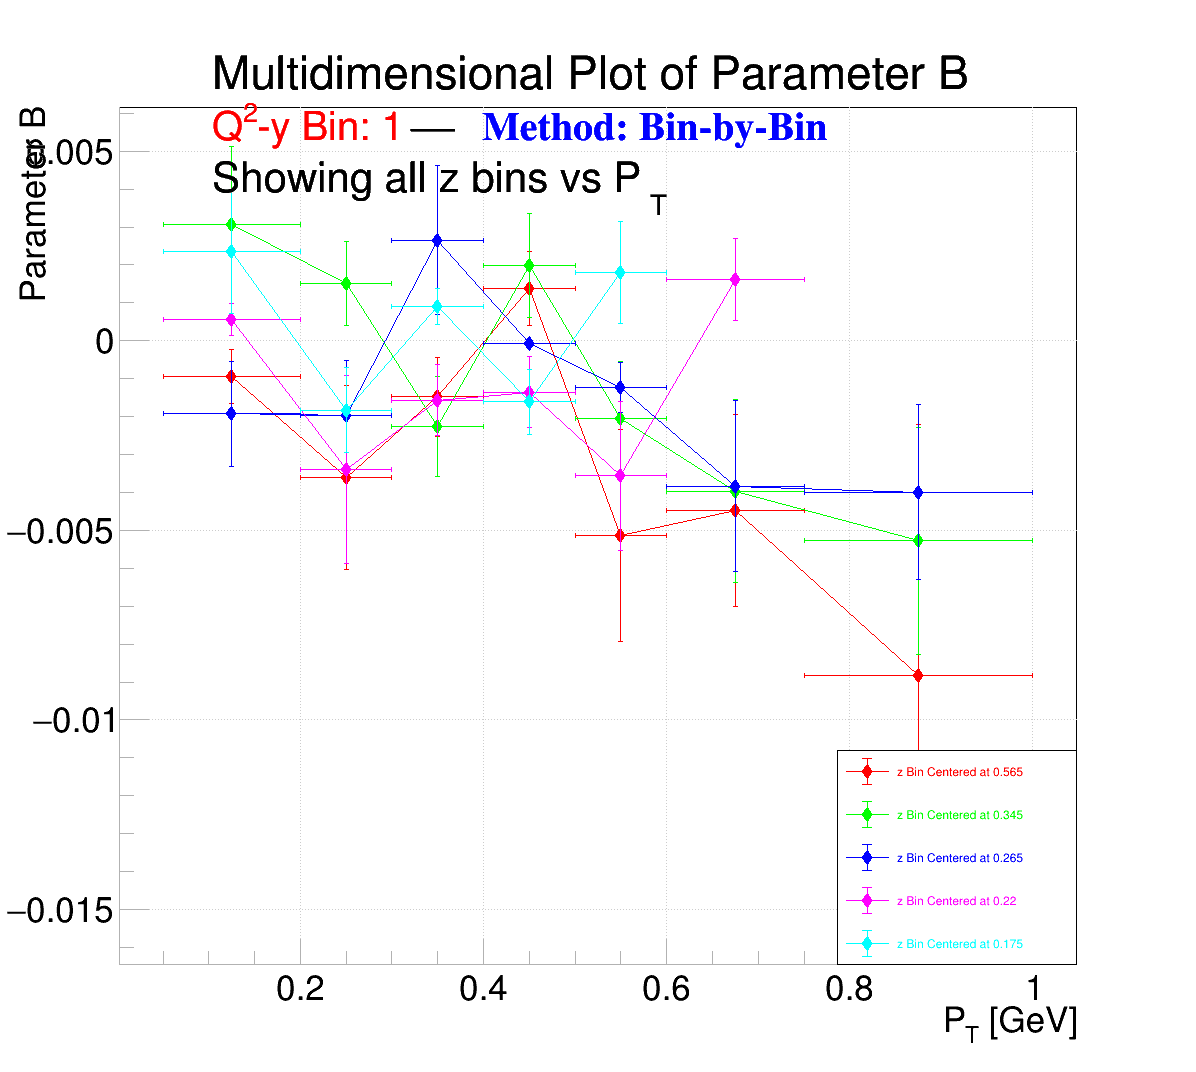 Multidimensional Plot of Parameter B
Q²-y Bin: 1 — Method: Bin-by-Bin
Showing all z bins vs P_T
Parameter B
0.005
0
−0.005
−0.01
−0.015
0.2 0.4 0.6 0.8 1
P_T [GeV]
z Bin Centered at 0.565
z Bin Centered at 0.345
z Bin Centered at 0.265
z Bin Centered at 0.22
z Bin Centered at 0.175